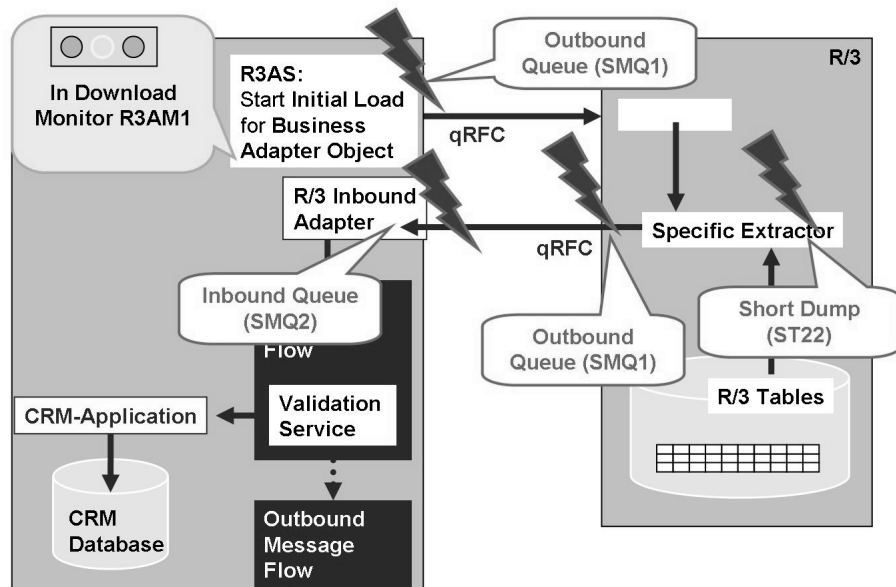 In Download
Monitor R3AM1
R3AS:
Start Initial Load
for Business
Adapter Object
Outbound
Queue (SMQ1)
R/3
qRFC
R/3 Inbound
Adapter
Specific Extractor
qRFC
Inbound Queue
(SMQ2)
Outbound
Queue (SMQ1)
Short Dump
(ST22)
Flow
R/3 Tables
CRM-Application
Validation
Service
CRM
Database
Outbound
Message
Flow